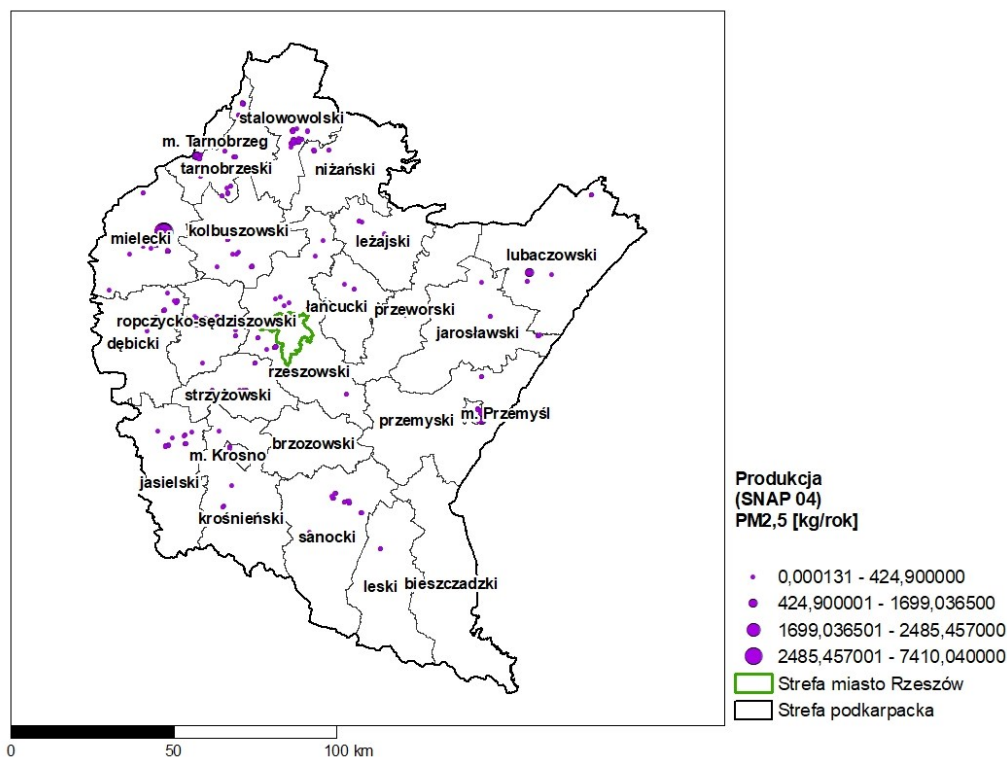 stalowowolski
m. Tarnobrzeg
tarnobrzeski
niżański
kolbuszowski
mielecki
leżajski
lubaczowski
łańcucki
przeworski
ropczycko-sędziszowski
jarosławski
dębicki
rzeszowski
strzyżowski
przemyski
m. Przemyśl
brzozowski
m. Krosno
jasielski
krośnieński
sanocki
leski
bieszczadzki
Produkcja
(SNAP 04)
PM2,5 [kg/rok]
0,000131 - 424,900000
424,900001 - 1699,036500
1699,036501 - 2485,457000
2485,457001 - 7410,040000
Strefa miasto Rzeszów
Strefa podkarpacka
0 50 100 km